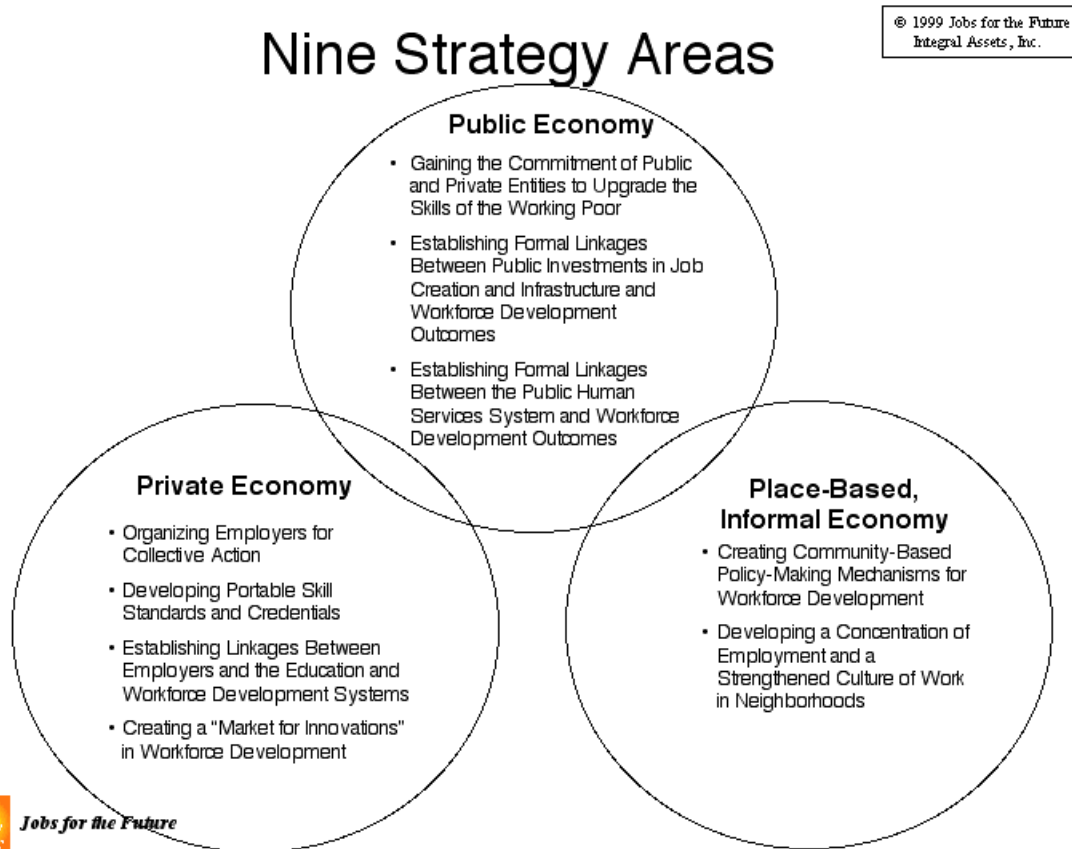 Nine Strategy Areas
© 1999 Jobs for the Future
Integral Assets, Inc.
Public Economy
• Gaining the Commitment of Public
and Private Entities to Upgrade the
Skills of the Working Poor
• Establishing Formal Linkages
Between Public Investments in Job
Creation and Infrastructure and
Workforce Development
Outcomes
• Establishing Formal Linkages
Between the Public Human
Services System and Workforce
Development Outcomes
Private Economy
• Organizing Employers for
Collective Action
• Developing Portable Skill
Standards and Credentials
• Establishing Linkages Between
Employers and the Education and
Workforce Development Systems
• Creating a "Market for Innovations"
in Workforce Development
Place-Based,
Informal Economy
• Creating Community-Based
Policy-Making Mechanisms for
Workforce Development
• Developing a Concentration of
Employment and a
Strengthened Culture of Work
in Neighborhoods
Jobs for the Future